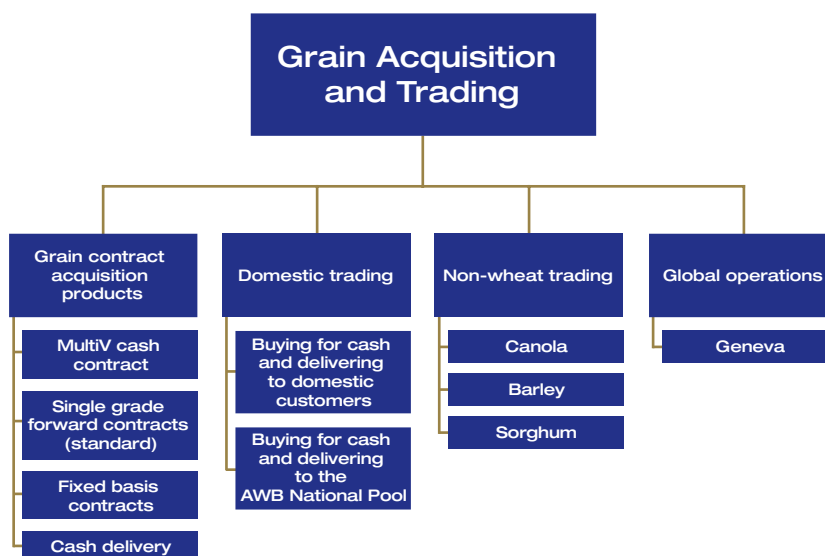 Grain Acquisition
and Trading
Grain contract
acquisition
products
MultiV cash
contract
Single grade
forward contracts
(standard)
Fixed basis
contracts
Cash delivery
Domestic trading
Buying for cash
and delivering
to domestic
customers
Buying for cash
and delivering
to the
AWB National Pool
Non-wheat trading
Canola
Barley
Sorghum
Global operations
Geneva